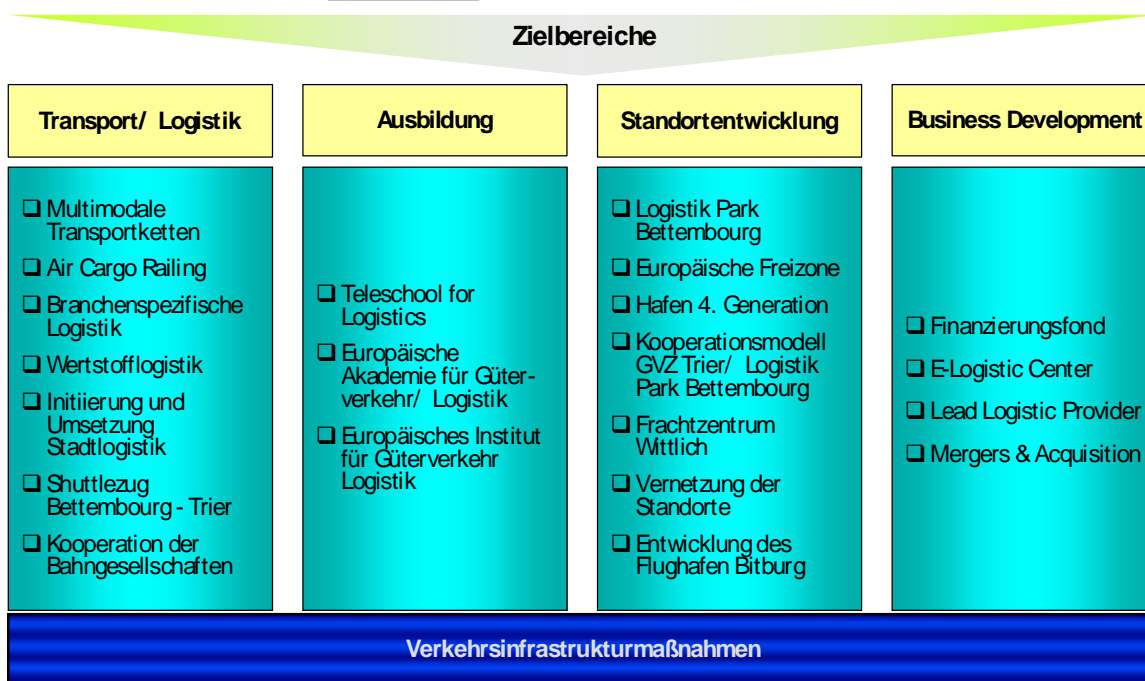 Zielbereiche
Transport/ Logistik
❑ Multimodale
Transportketten
❑ Air Cargo Railing
❑ Branchenspezifische
Logistik
❑ Wertstofflogistik
❑ Initiierung und
Umsetzung
Stadtlogistik
❑ Shuttlezug
Bettembourg - Trier
❑ Kooperation der
Bahngesellschaften
Ausbildung
❑ Teleschool for
Logistics
❑ Europäische
Akademie für Güter-
verkehr/ Logistik
❑ Europäisches Institut
für Güterverkehr
Logistik
Standortentwicklung
❑ Logistik Park
Bettembourg
❑ Europäische Freizone
❑ Hafen 4. Generation
❑ Kooperationsmodell
GVZ Trier/ Logistik
Park Bettembourg
❑ Frachtzentrum
Wittlich
❑ Vernetzung der
Standorte
❑ Entwicklung des
Flughafen Bitburg
Business Development
❑ Finanzierungsfond
❑ E-Logistic Center
❑ Lead Logistic Provider
❑ Mergers & Acquisition
Verkehrsinfrastrukturmaßnahmen